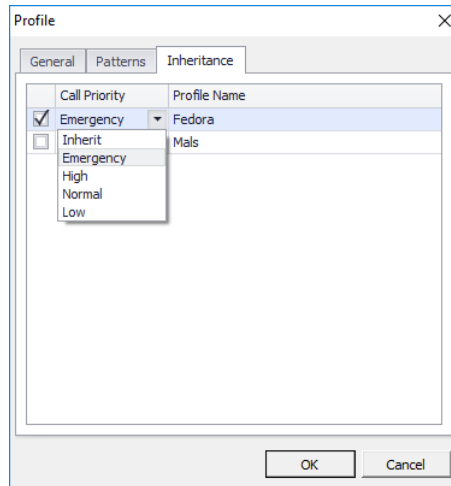 Profile
General Patterns Inheritance
Call Priority Profile Name
Emergency Fedora
Inherit Mals
Emergency
High
Normal
Low
OK Cancel